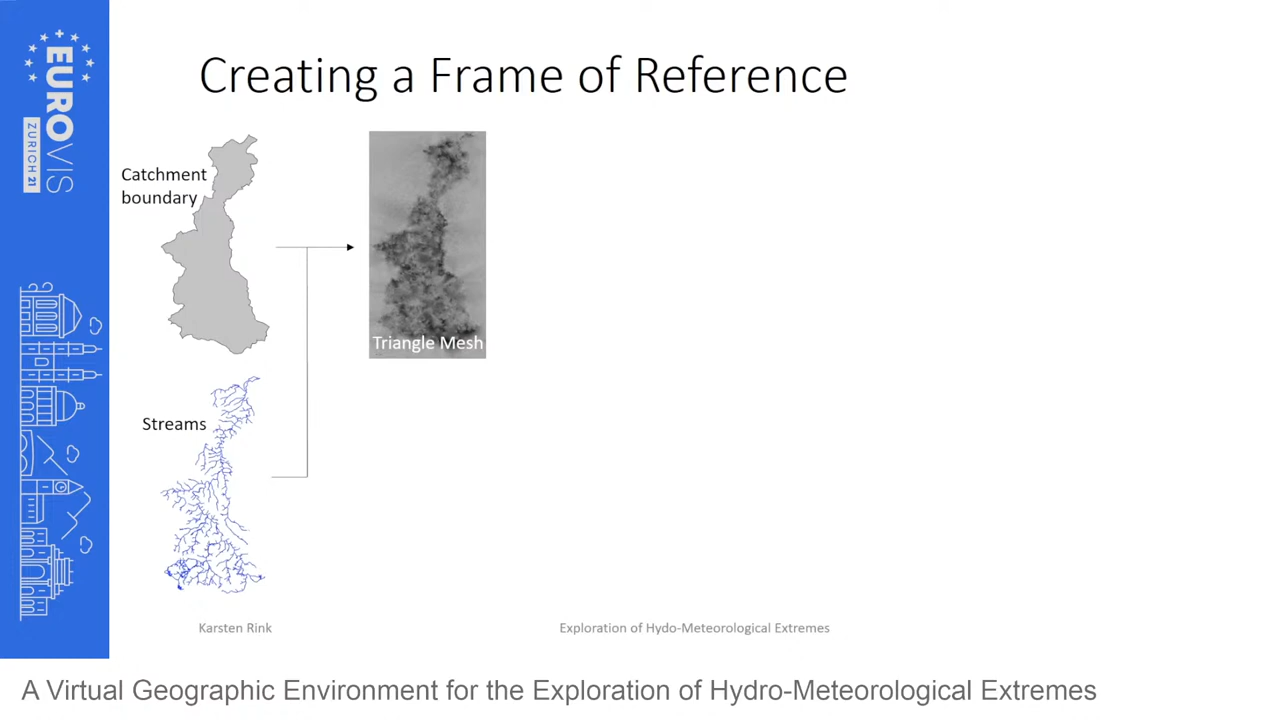 EUROVIS
ZURICH 21
Creating a Frame of Reference
Catchment
boundary
Triangle Mesh
Streams
Karsten Rink
Exploration of Hydo-Meteorological Extremes
A Virtual Geographic Environment for the Exploration of Hydro-Meteorological Extremes